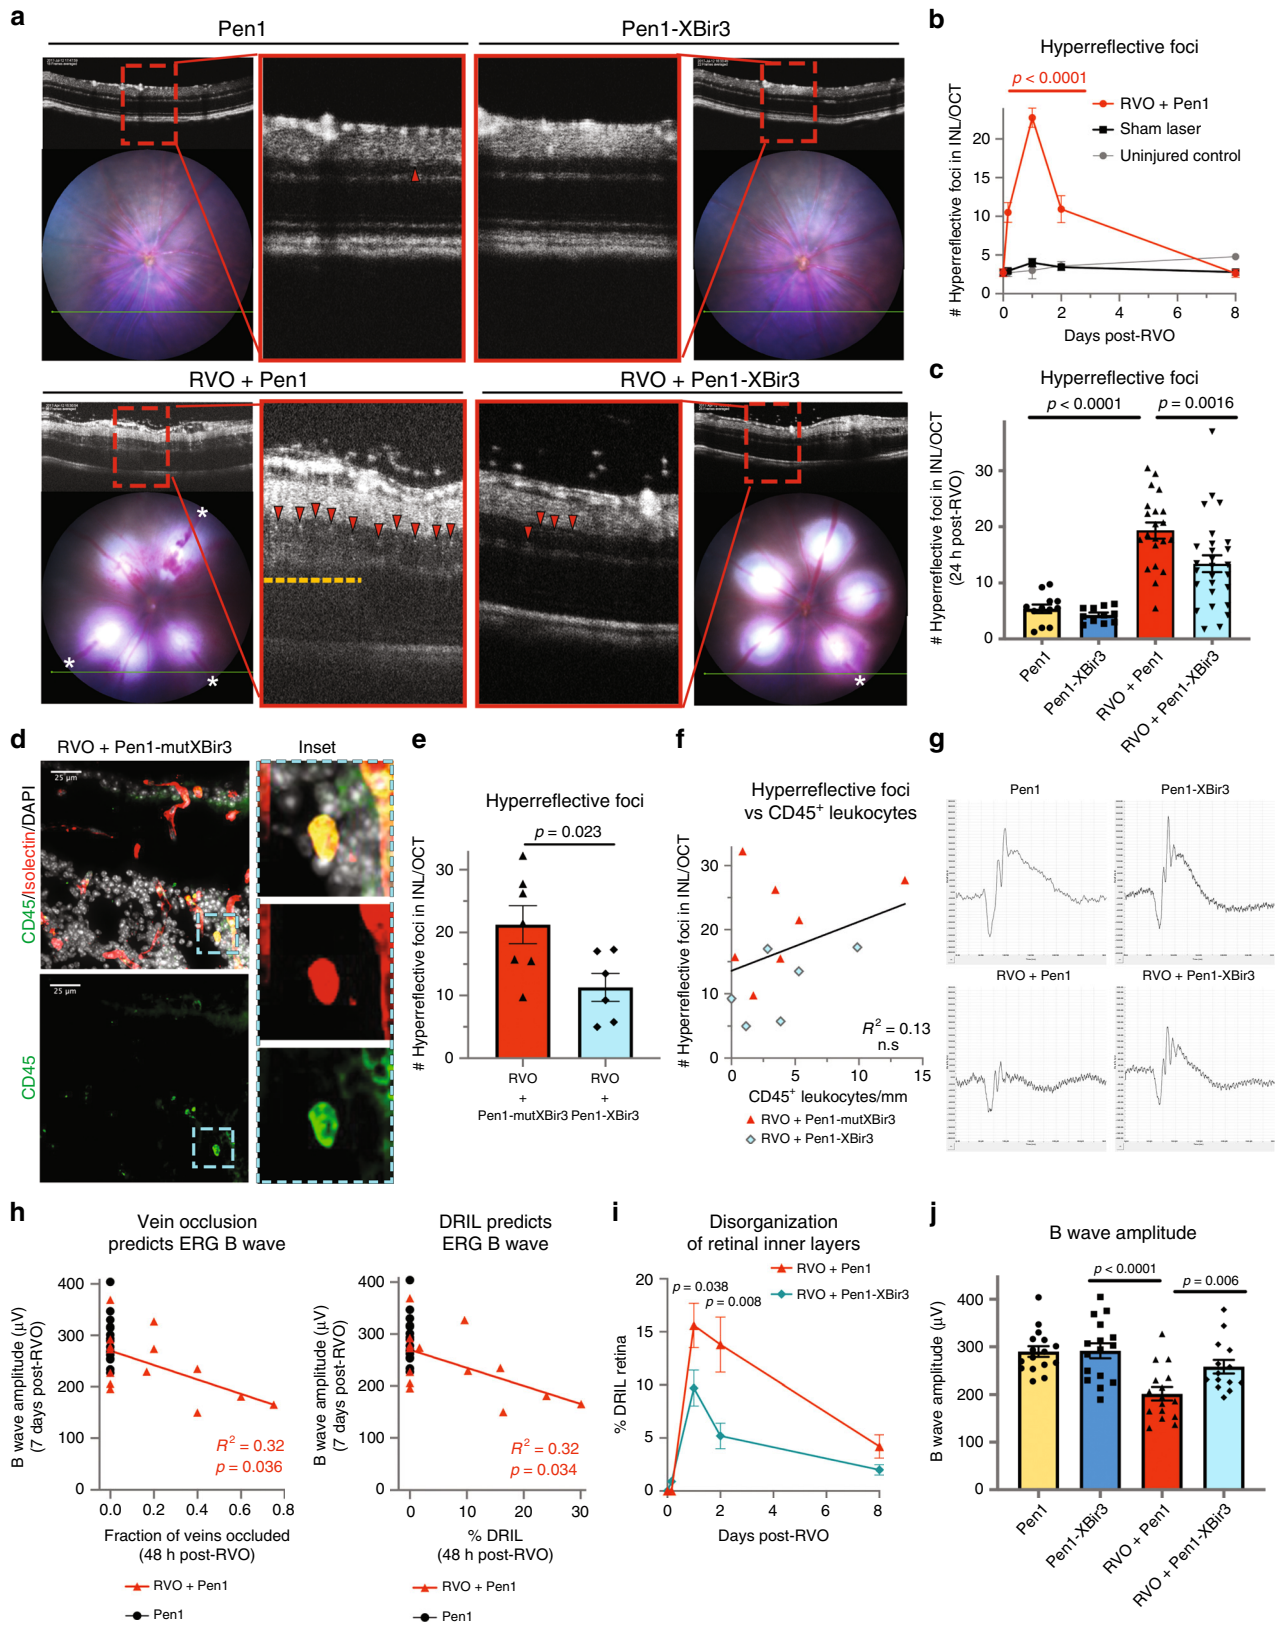 a
Pen1
Pen1-XBir3
RVO + Pen1
RVO + Pen1-XBir3
*
*
*
*
b
Hyperreflective foci
p < 0.0001
RVO + Pen1
Sham laser
Uninjured control
# Hyperreflective foci in INL/OCT
20
15
10
5
0
0 2 4 6 8
Days post-RVO
c
Hyperreflective foci
p < 0.0001
p = 0.0016
# Hyperreflective foci in INL/OCT
(24 h post-RVO)
30
20
10
0
Pen1
Pen1-XBir3
RVO + Pen1
RVO + Pen1-XBir3
d
RVO + Pen1-mutXBir3
Inset
CD45/Isolectin/DAPI
25 µm
CD45
25 µm
e
Hyperreflective foci
p = 0.023
# Hyperreflective foci in INL/OCT
30
20
10
0
RVO
+
Pen1-mutXBir3
RVO
+
Pen1-XBir3
f
Hyperreflective foci
vs CD45⁺ leukocytes
# Hyperreflective foci in INL/OCT
30
20
10
0
R² = 0.13
n.s
0 5 10 15
CD45⁺ leukocytes/mm
RVO + Pen1-mutXBir3
RVO + Pen1-XBir3
g
Pen1
Pen1-XBir3
RVO + Pen1
RVO + Pen1-XBir3
h
Vein occlusion
predicts ERG B wave
B wave amplitude (µV)
(7 days post-RVO)
400
300
200
100
0
R² = 0.32
p = 0.036
0.0 0.2 0.4 0.6 0.8
Fraction of veins occluded
(48 h post-RVO)
RVO + Pen1
Pen1
DRIL predicts
ERG B wave
B wave amplitude (µV)
(7 days post-RVO)
400
300
200
100
0
R² = 0.32
p = 0.034
0 10 20 30
% DRIL
(48 h post-RVO)
RVO + Pen1
Pen1
i
Disorganization
of retinal inner layers
RVO + Pen1
RVO + Pen1-XBir3
p = 0.038
p = 0.008
% DRIL retina
20
15
10
5
0
0 2 4 6 8
Days post-RVO
j
B wave amplitude
p < 0.0001
p = 0.006
B wave amplitude (µV)
400
300
200
100
0
Pen1
Pen1-XBir3
RVO + Pen1
RVO + Pen1-XBir3